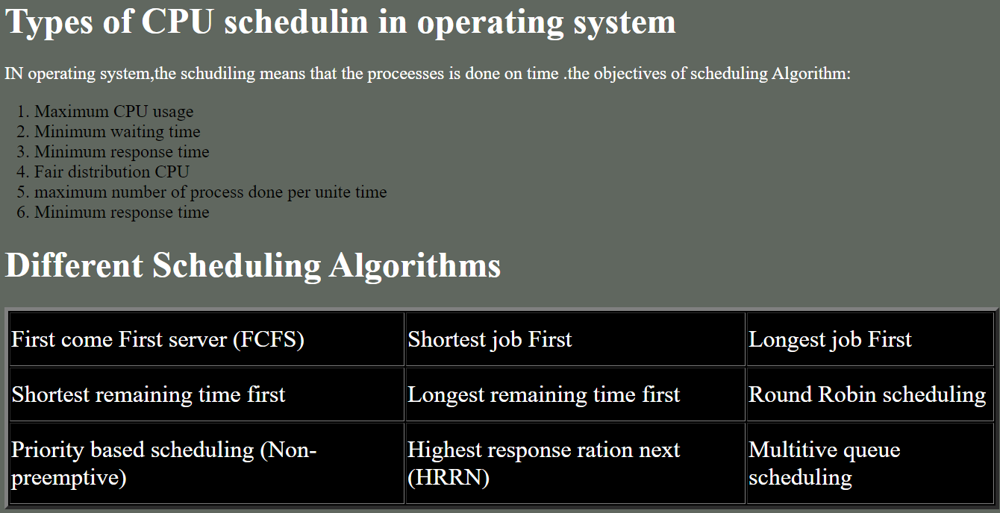 Types of CPU schedulin in operating system
IN operating system,the schudiling means that the proceesses is done on time .the objectives of scheduling Algorithm:
1. Maximum CPU usage
2. Minimum waiting time
3. Minimum response time
4. Fair distribution CPU
5. maximum number of process done per unite time
6. Minimum response time
Different Scheduling Algorithms
First come First server (FCFS)
Shortest job First
Longest job First
Shortest remaining time first
Longest remaining time first
Round Robin scheduling
Priority based scheduling (Non-
preemptive)
Highest response ration next
(HRRN)
Multitive queue
scheduling